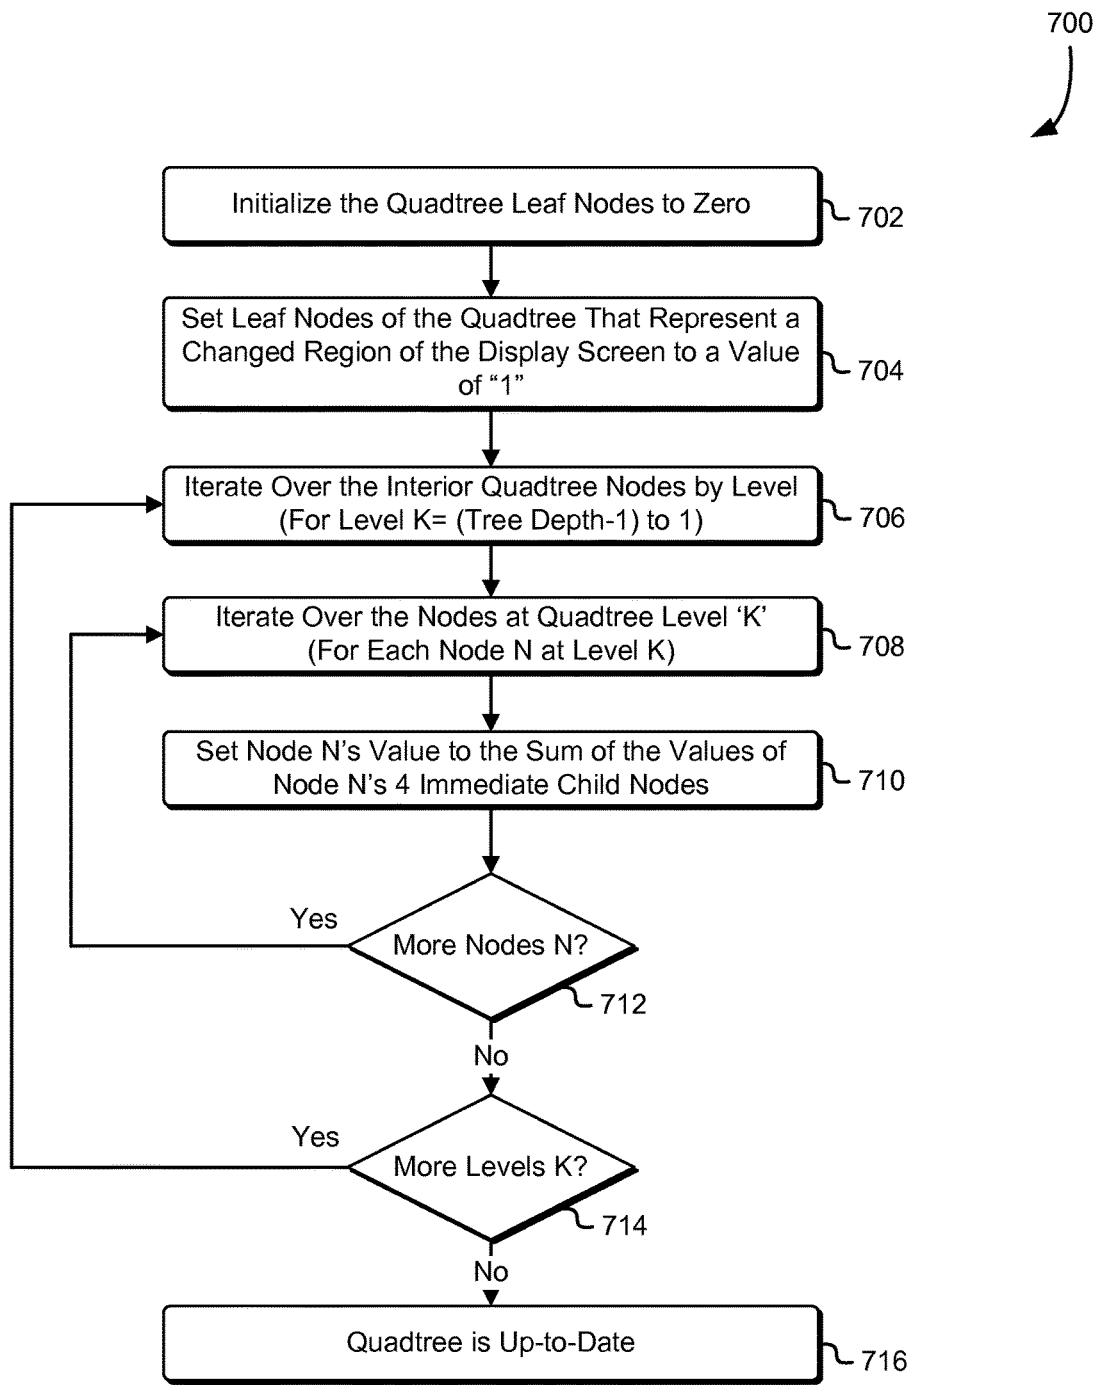 700
Initialize the Quadtree Leaf Nodes to Zero
702
Set Leaf Nodes of the Quadtree That Represent a
Changed Region of the Display Screen to a Value
of “1”
704
Iterate Over the Interior Quadtree Nodes by Level
(For Level K= (Tree Depth-1) to 1)
706
Iterate Over the Nodes at Quadtree Level ‘K’
(For Each Node N at Level K)
708
Set Node N’s Value to the Sum of the Values of
Node N’s 4 Immediate Child Nodes
710
Yes
More Nodes N?
712
No
Yes
More Levels K?
714
No
Quadtree is Up-to-Date
716